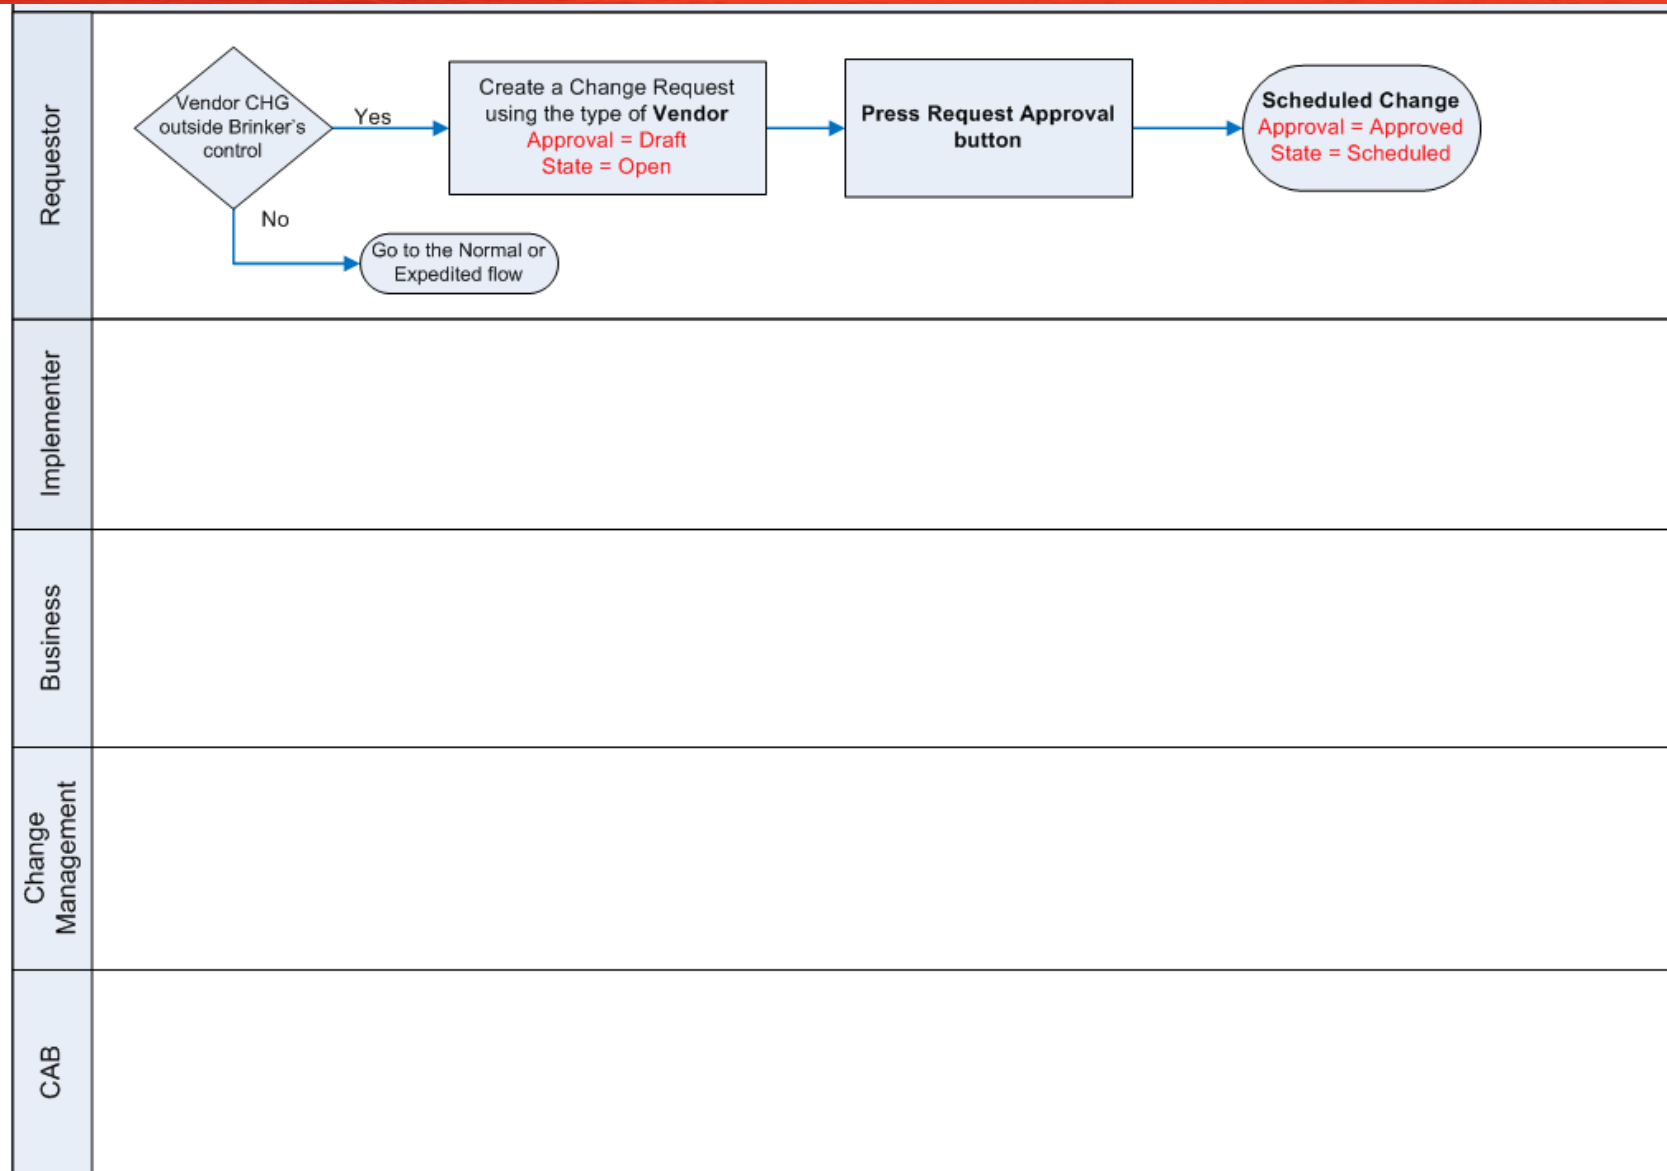 Requestor
Vendor CHG
outside Brinker`s
control
Yes
No
Create a Change Request
using the type of Vendor
Approval = Draft
State = Open
Press Request Approval
button
Scheduled Change
Approval = Approved
State = Scheduled
Go to the Normal or
Expedited flow
Implementer
Business
Change
Management
CAB